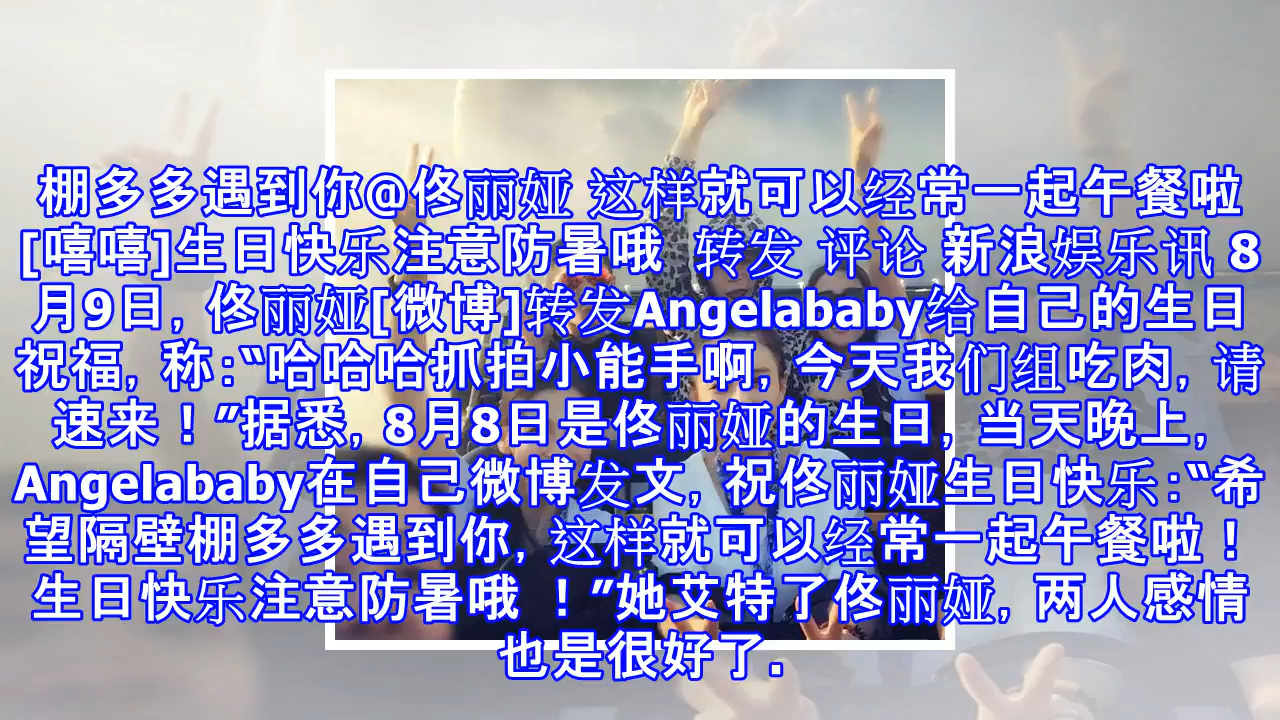 棚多多遇到你@佟丽娅 这样就可以经常一起午餐啦
[嘻嘻]生日快乐注意防暑哦 转发 评论 新浪娱乐讯 8
月9日, 佟丽娅[微博]转发Angelababy给自己的生日
祝福, 称:“哈哈哈抓拍小能手啊, 今天我们组吃肉, 请
速来！”据悉, 8月8日是佟丽娅的生日, 当天晚上,
Angelababy在自己微博发文, 祝佟丽娅生日快乐:“希
望隔壁棚多多遇到你, 这样就可以经常一起午餐啦！
生日快乐注意防暑哦 ！”她艾特了佟丽娅, 两人感情
也是很好了.